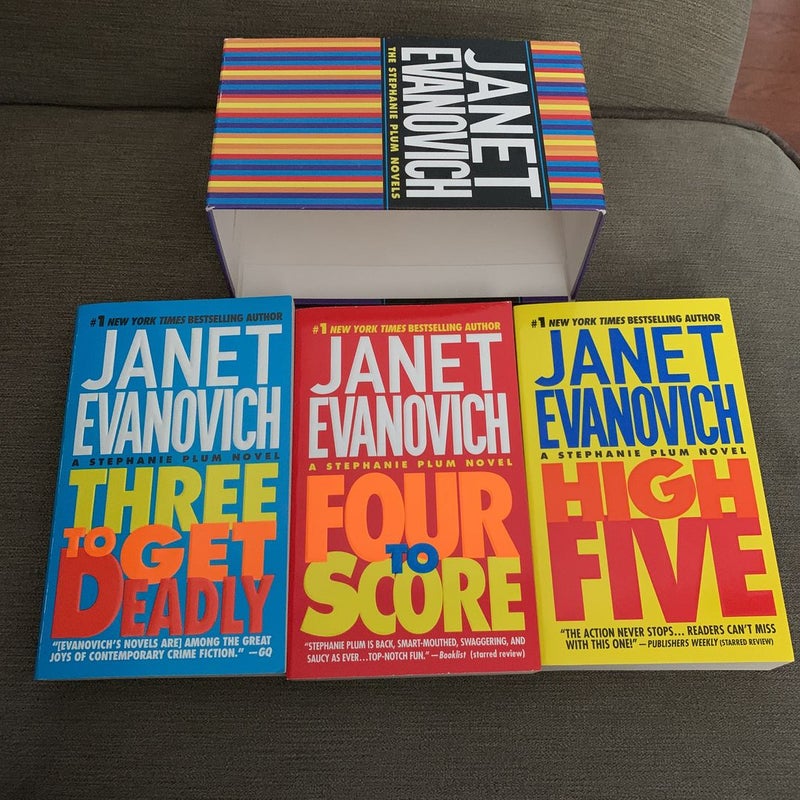 JANET
EVANOVICH
THE STEPHANIE PLUM NOVELS
#1 NEW YORK TIMES BESTSELLING AUTHOR
JANET
EVANOVICH
A STEPHANIE PLUM NOVEL
THREE
TO GET
DEADLY
"[EVANOVICH'S NOVELS ARE] AMONG THE GREAT
JOYS OF CONTEMPORARY CRIME FICTION." —GQ
#1 NEW YORK TIMES BESTSELLING AUTHOR
JANET
EVANOVICH
A STEPHANIE PLUM NOVEL
FOUR
TO
SCORE
"STEPHANIE PLUM IS BACK, SMART-MOUTHED, SWAGGERING, AND
SAUCY AS EVER...TOP-NOTCH FUN." —Booklist (starred review)
#1 NEW YORK TIMES BESTSELLING AUTHOR
JANET
EVANOVICH
A STEPHANIE PLUM NOVEL
HIGH
FIVE
"THE ACTION NEVER STOPS... READERS CAN'T MISS
WITH THIS ONE!" —PUBLISHERS WEEKLY (STARRED REVIEW)